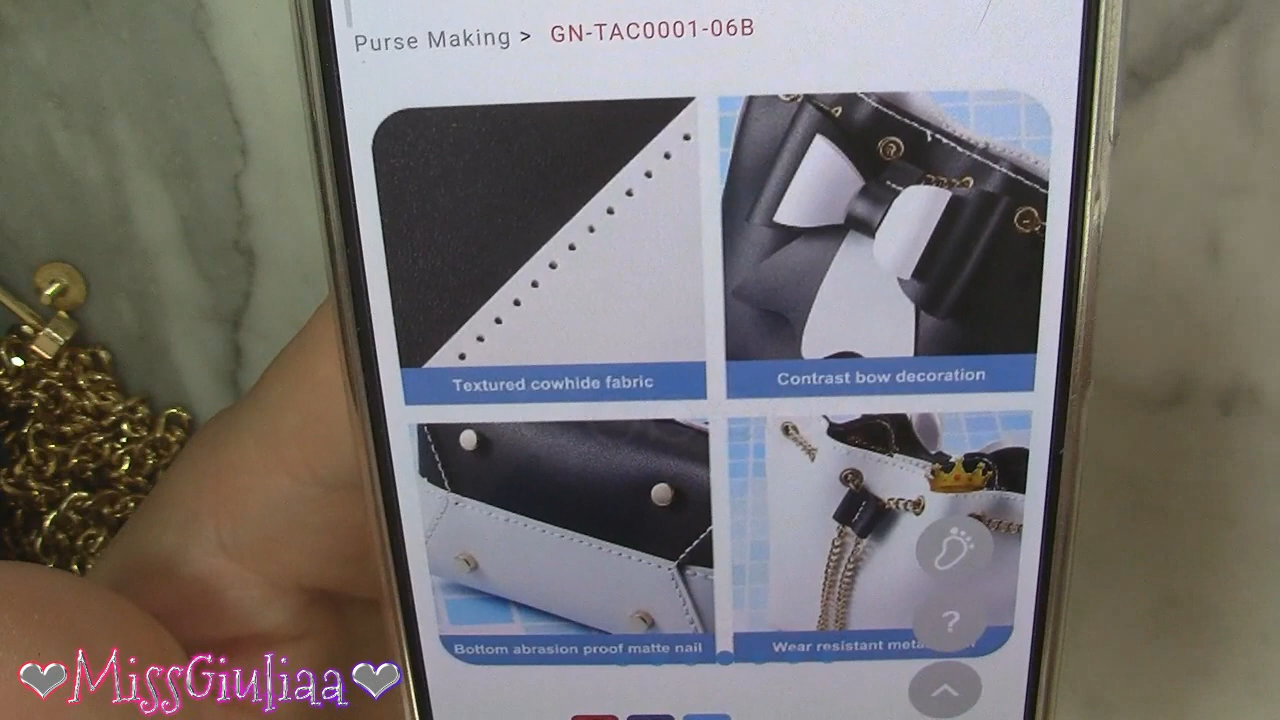 Purse Making > GN-TAC0001-06B
Textured cowhide fabric
Contrast bow decoration
Bottom abrasion proof matte nail
Wear resistant
?
MissGiuliaa